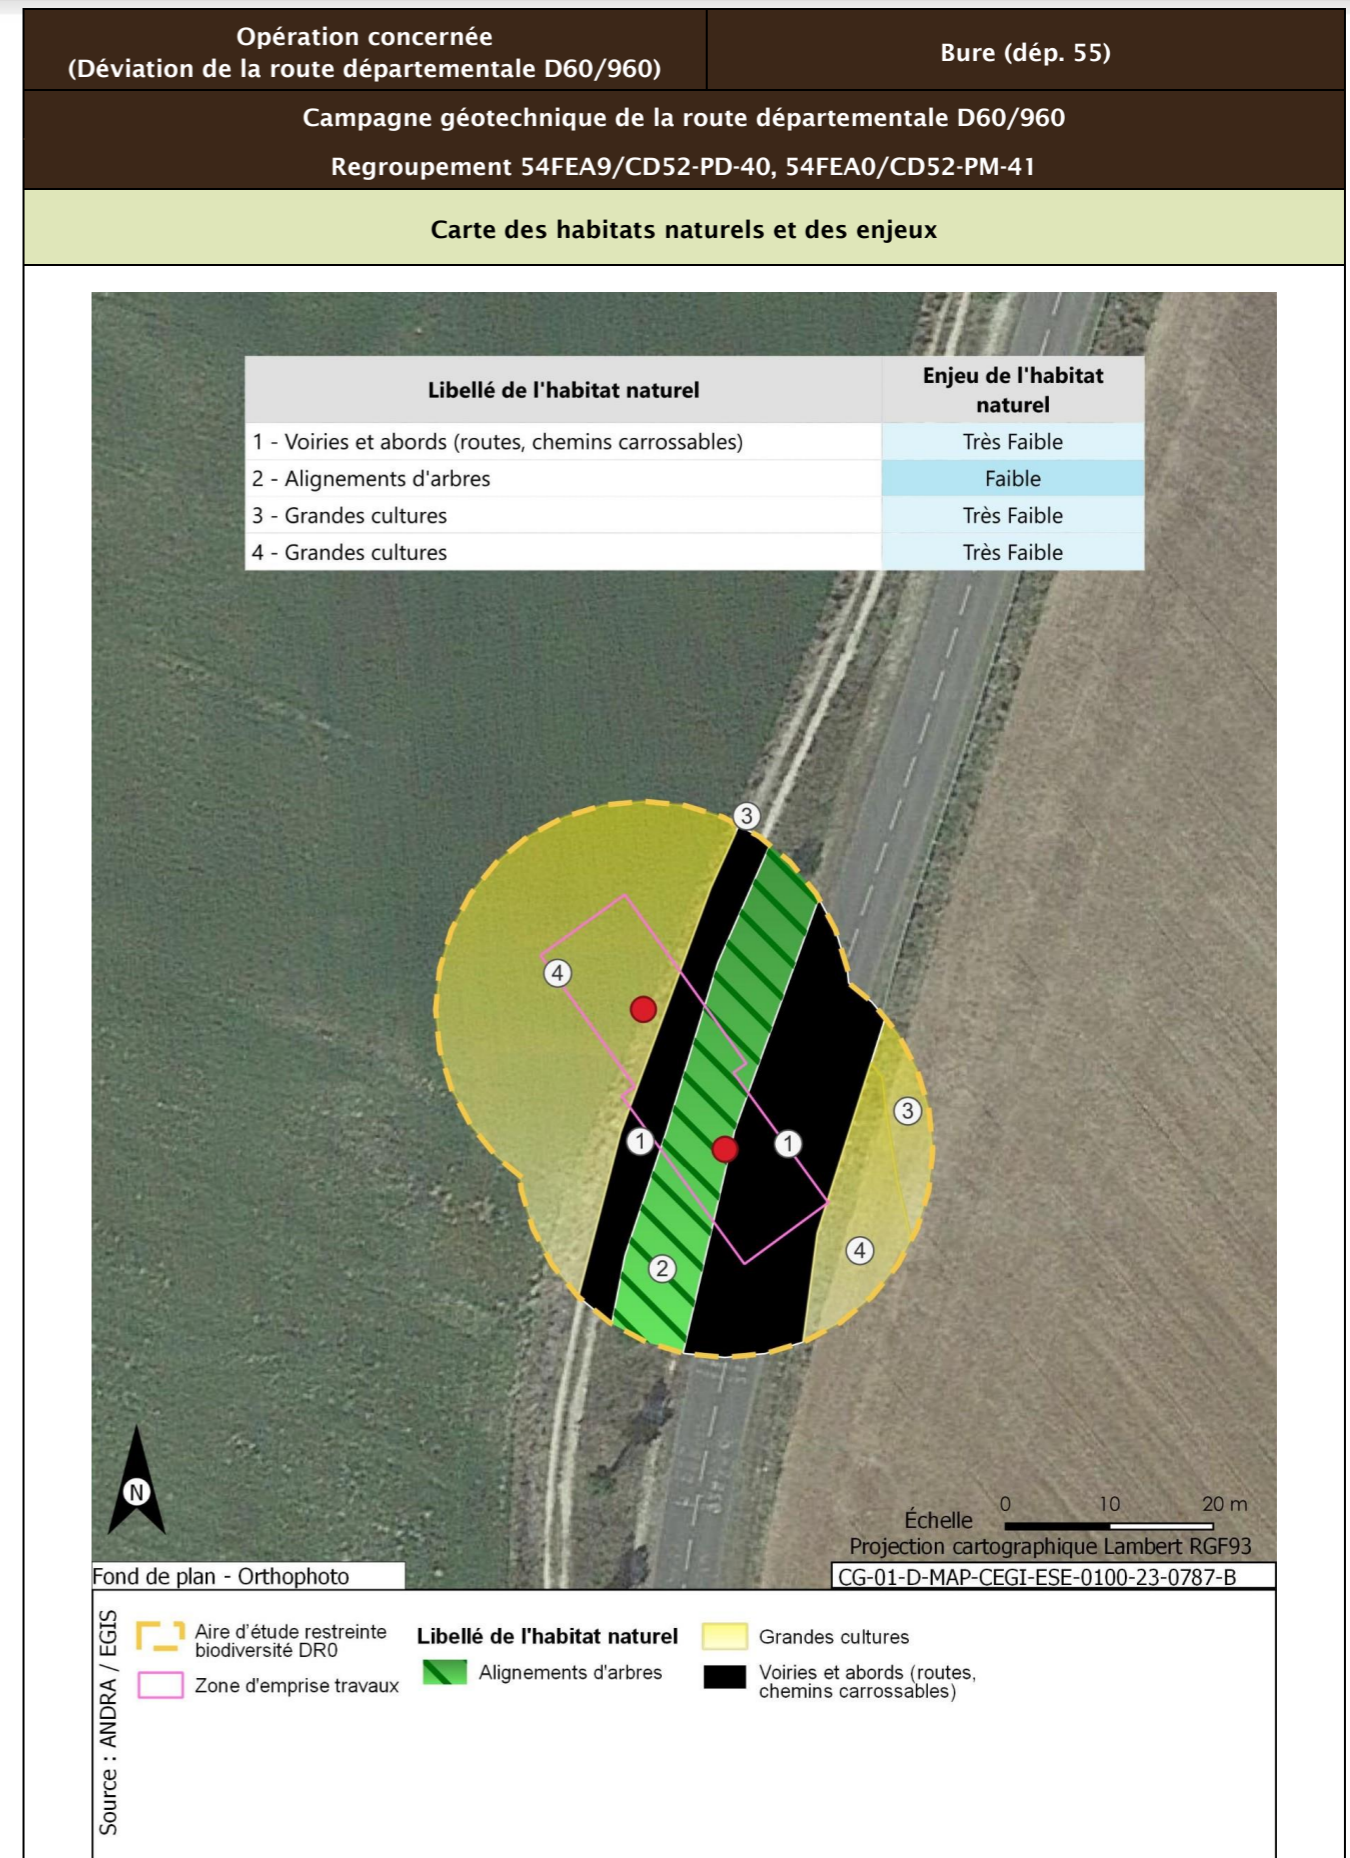 Opération concernée
(Déviation de la route départementale D60/960)
Bure (dép. 55)
Campagne géotechnique de la route départementale D60/960
Regroupement 54FEA9/CD52-PD-40, 54FEA0/CD52-PM-41
Carte des habitats naturels et des enjeux
Libellé de l'habitat naturel
Enjeu de l'habitat
naturel
1 - Voiries et abords (routes, chemins carrossables)
Très Faible
2 - Alignements d'arbres
Faible
3 - Grandes cultures
Très Faible
4 - Grandes cultures
Très Faible
3
4
3
1
1
4
2
N
0 10 20 m
Échelle
Projection cartographique Lambert RGF93
Fond de plan - Orthophoto
CG-01-D-MAP-CEGI-ESE-0100-23-0787-B
Source : ANDRA / EGIS
Aire d'étude restreinte
biodiversité DR0
Zone d'emprise travaux
Libellé de l'habitat naturel
Alignements d'arbres
Grandes cultures
Voiries et abords (routes,
chemins carrossables)